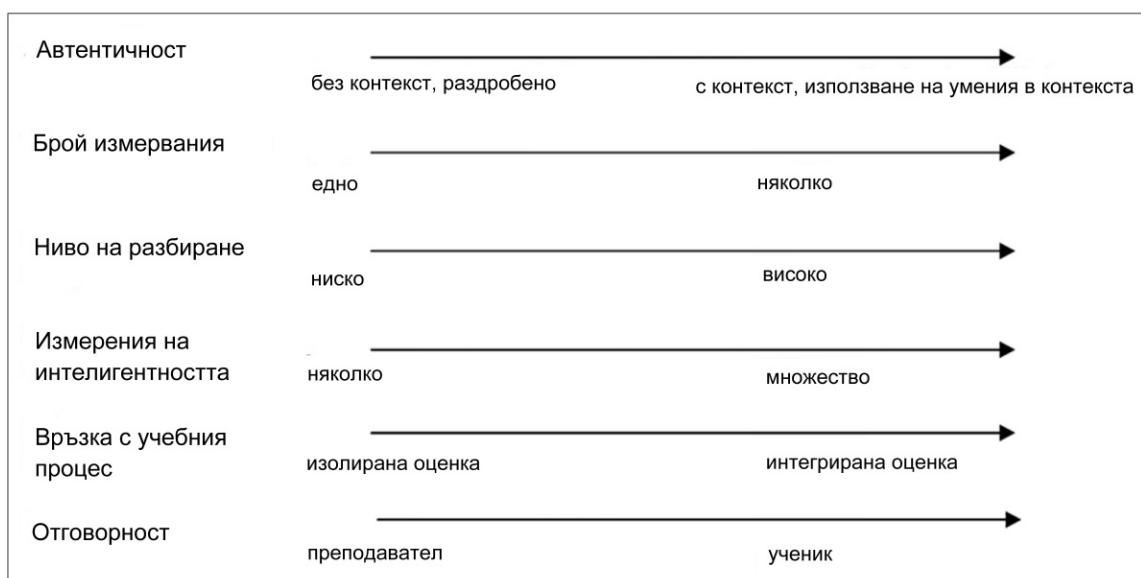 Автентичност
без контекст, раздробено
с контекст, използване на умения в контекста
Брой измервания
едно
няколко
Ниво на разбиране
ниско
високо
Измерения на
интелигентността
няколко
множество
Връзка с учебния
процес
изолирана оценка
интегрирана оценка
Отговорност
преподавател
ученик